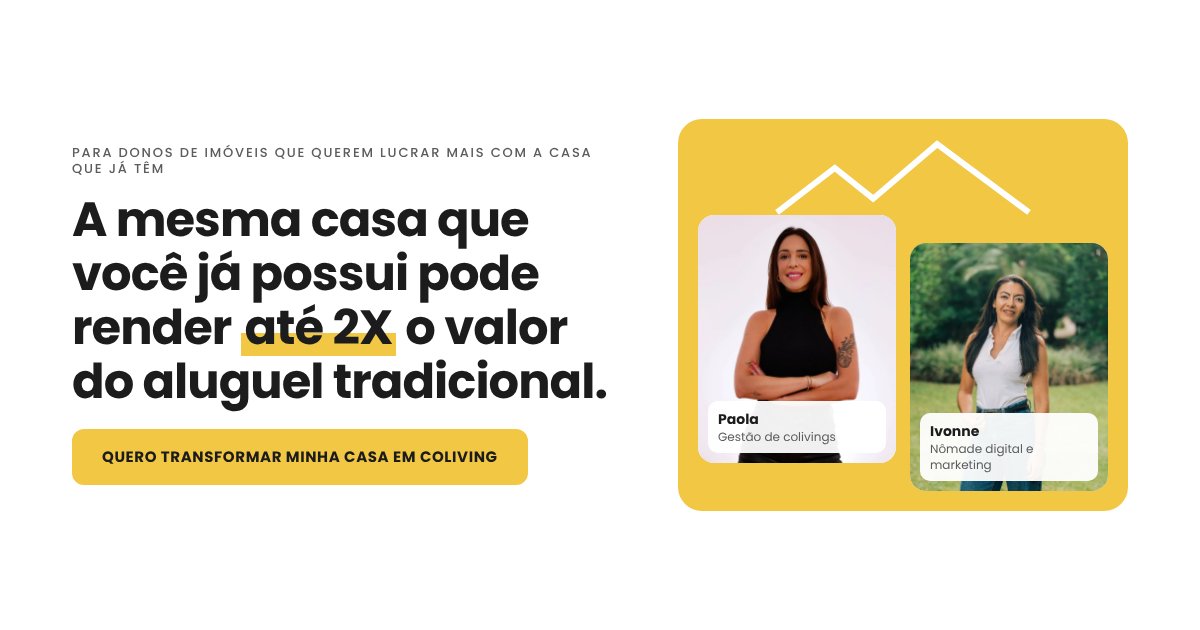 PARA DONOS DE IMÓVEIS QUE QUEREM LUCRAR MAIS COM A CASA
QUE JÁ TÊM
A mesma casa que
você já possui pode
render até 2X o valor
do aluguel tradicional.
QUERO TRANSFORMAR MINHA CASA EM COLIVING
Paola
Gestão de colivings
Ivonne
Nômade digital e
marketing